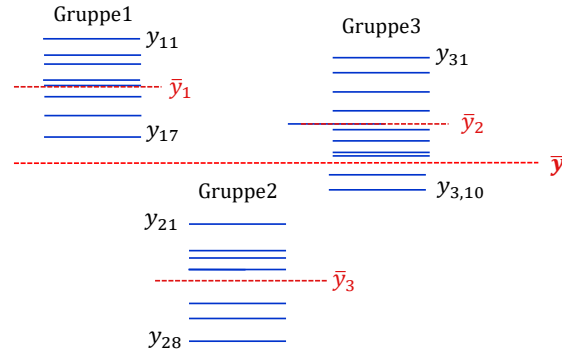 Gruppe1
y₁₁
ȳ₁
y₁₇
Gruppe3
y₃₁
ȳ₂
ȳ
y₃,₁₀
Gruppe2
y₂₁
ȳ₃
y₂₈